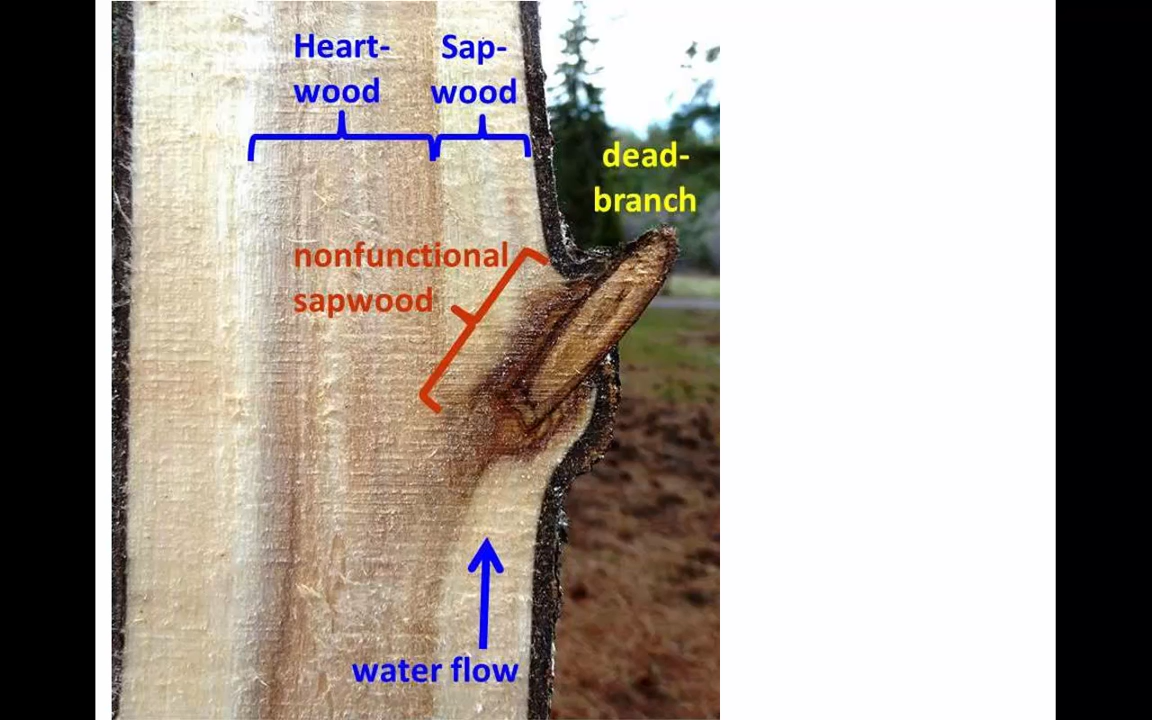 Heart-
wood
Sap-
wood
dead-
branch
nonfunctional
sapwood
water flow